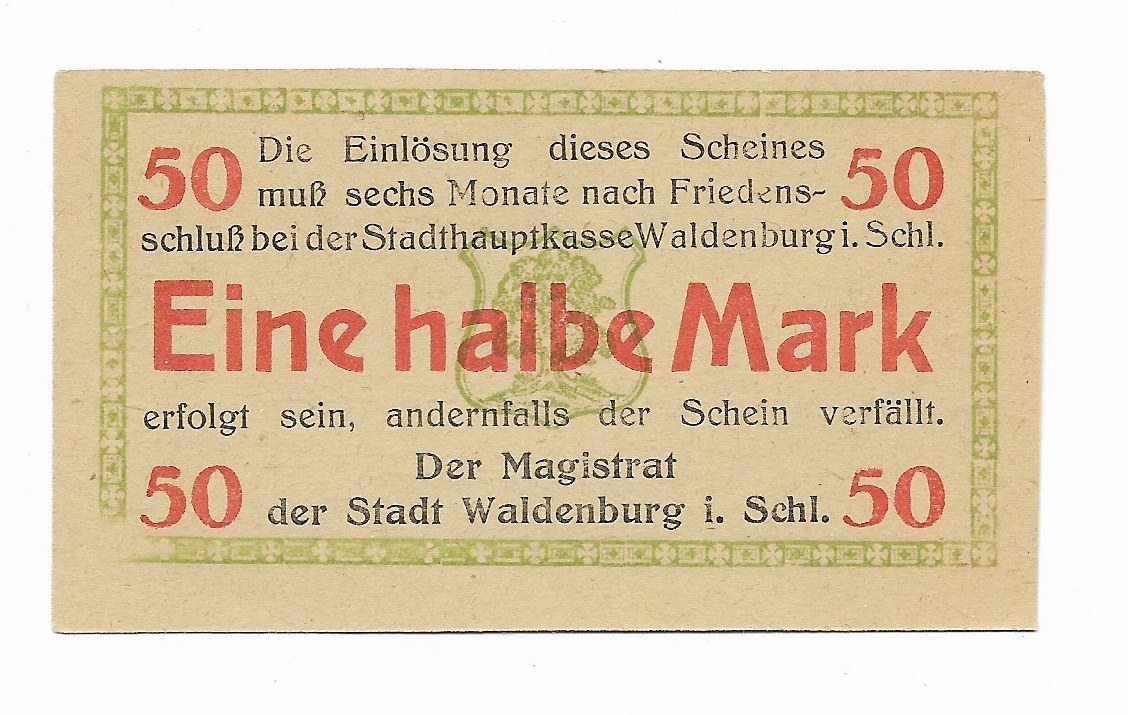 50 Die Einlösung dieses Scheines 50
muß sechs Monate nach Friedens-
schluß bei der Stadthauptkasse Waldenburg i. Schl.
Eine halbe Mark
erfolgt sein, andernfalls der Schein verfällt.
Der Magistrat
50 der Stadt Waldenburg i. Schl. 50